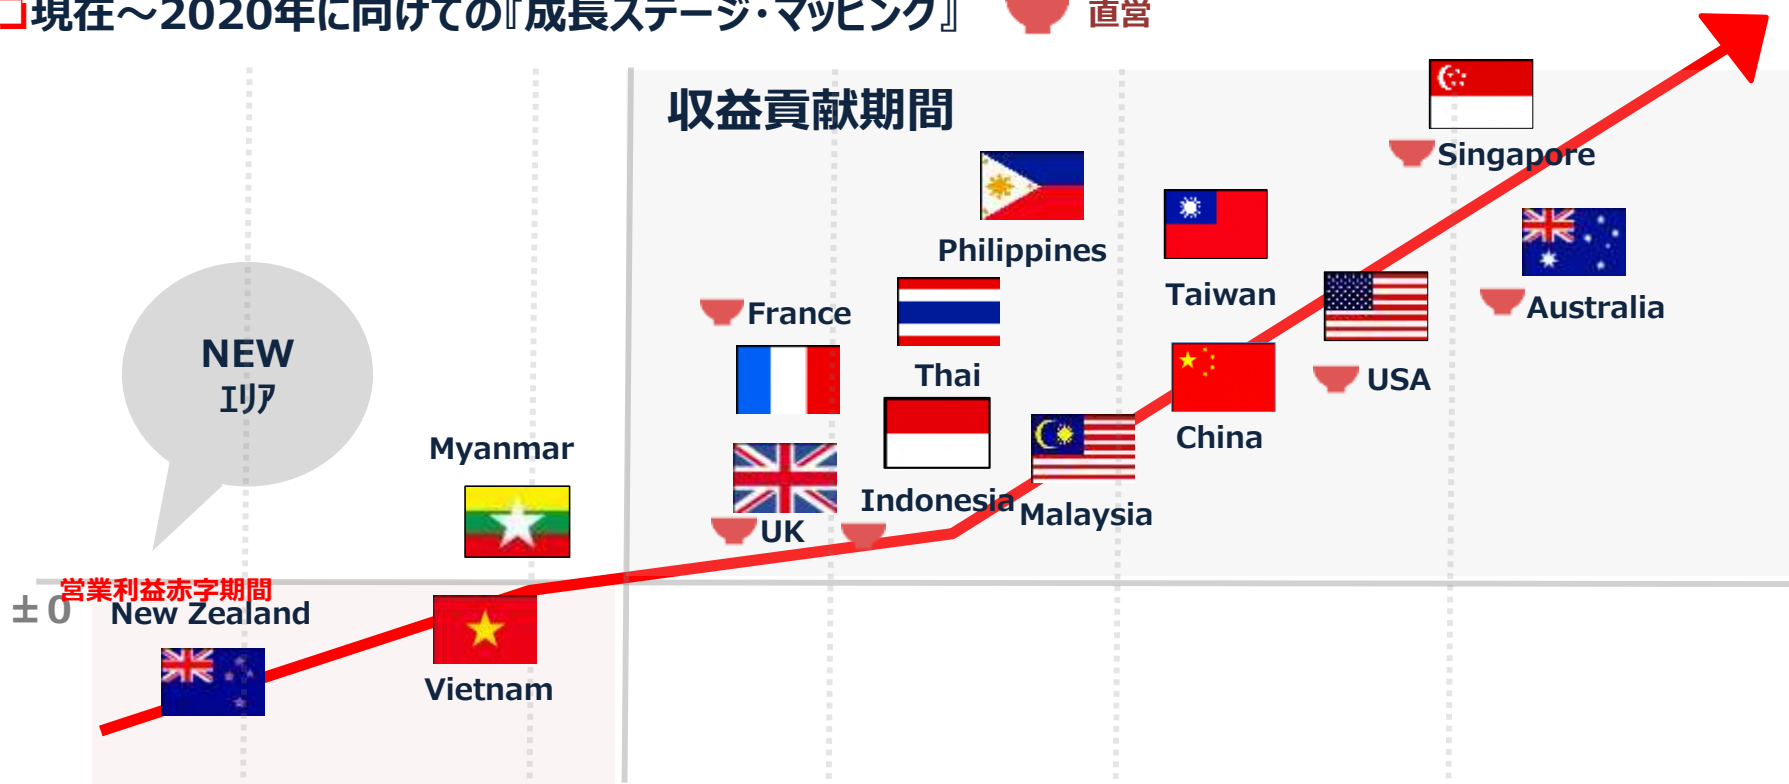 □現在～2020年に向けての『成長ステージ・マッピング』
直営
収益貢献期間
Singapore
Philippines
Taiwan
France
Australia
NEW
ｴﾘｱ
Thai
USA
Myanmar
China
Indonesia
Malaysia
UK
営業利益赤字期間
±0
New Zealand
Vietnam